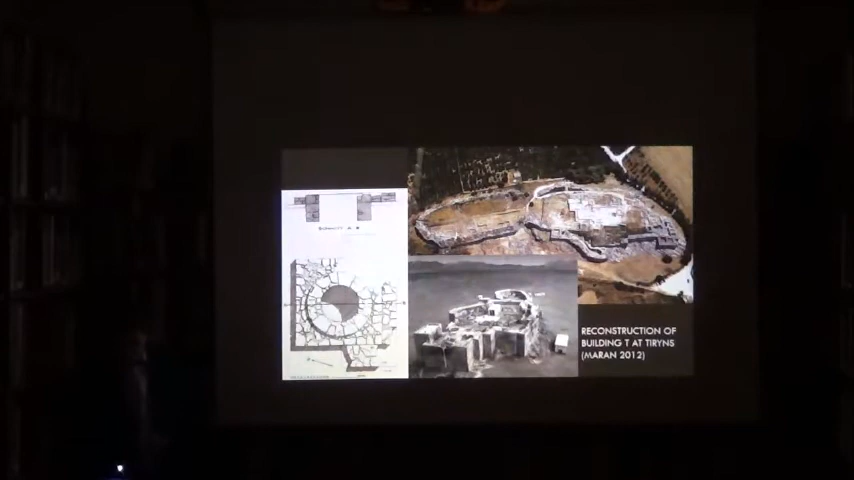 RECONSTRUCTION OF
BUILDING T AT TIRYNS
(MARAN 2012)